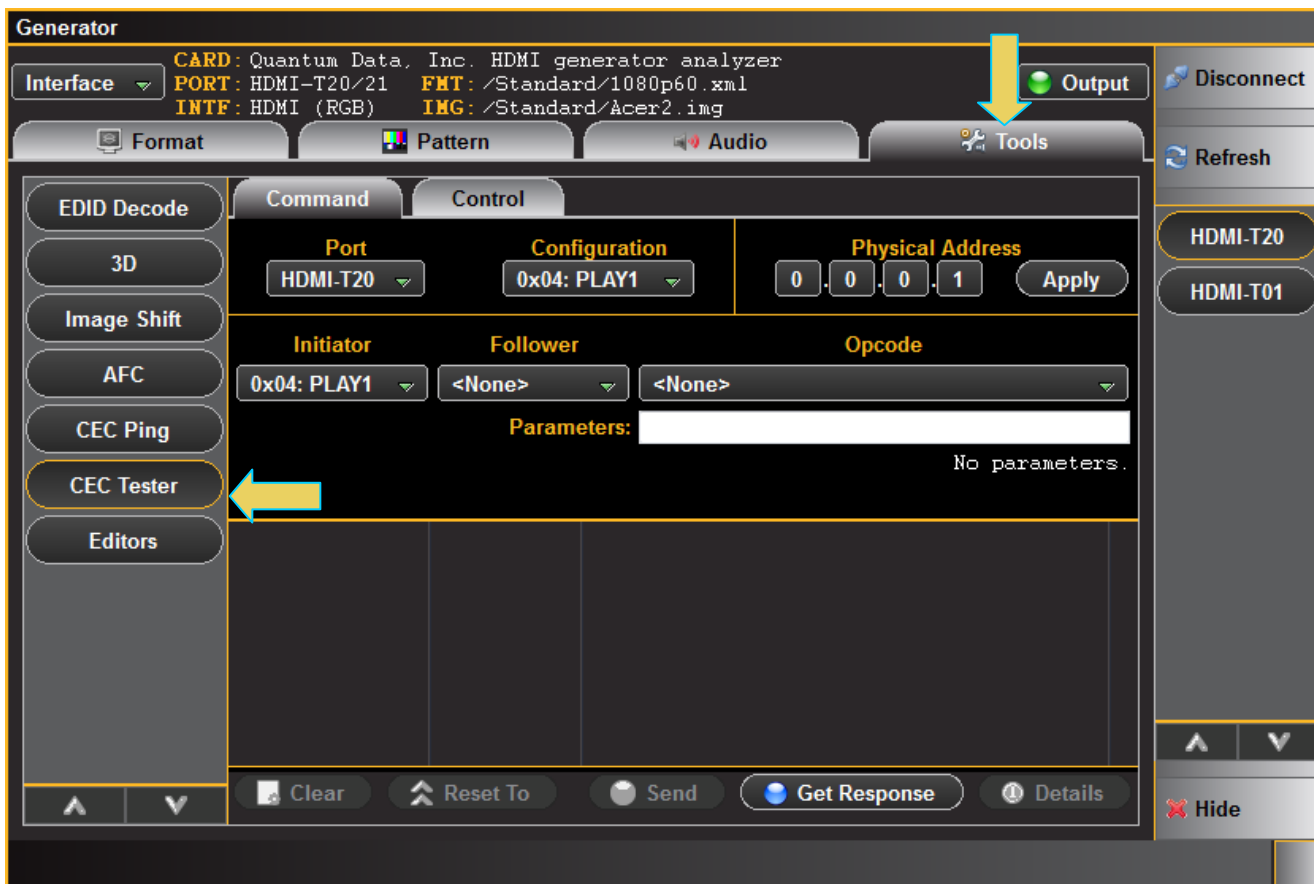 Generator
Interface
CARD: Quantum Data, Inc. HDMI generator analyzer
PORT: HDMI-T20/21 FMT: /Standard/1080p60.xml
INTF: HDMI (RGB) IMG: /Standard/Acer2.img
Output
Disconnect
Format
Pattern
Audio
Tools
Refresh
EDID Decode
3D
Image Shift
AFC
CEC Ping
CEC Tester
Editors
Command
Control
Port
Configuration
Physical Address
HDMI-T20
0x04: PLAY1
0 . 0 . 0 . 1
Apply
Initiator
Follower
Opcode
0x04: PLAY1
<None>
<None>
Parameters:
No parameters.
HDMI-T20
HDMI-T01
Clear
Reset To
Send
Get Response
Details
Hide